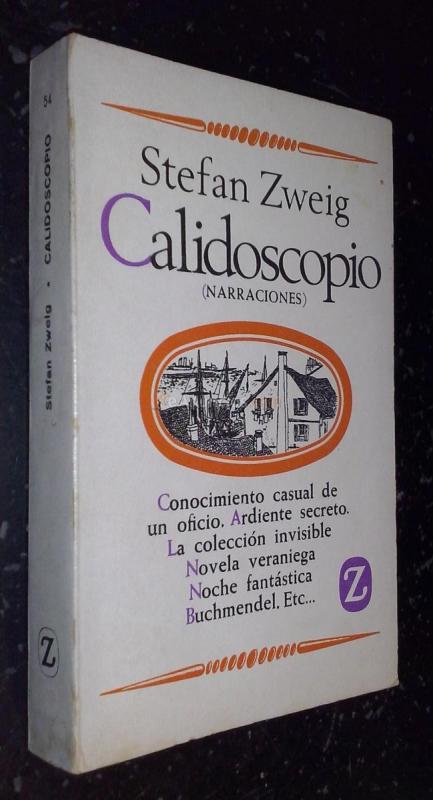 Stefan Zweig
Calidoscopio
(NARRACIONES)
Conocimiento casual de
un oficio. Ardiente secreto.
La colección invisible
Novela veraniega
Noche fantástica
Buchmendel. Etc...
Z
Stefan Zweig • CALIDOSCOPIO
Z